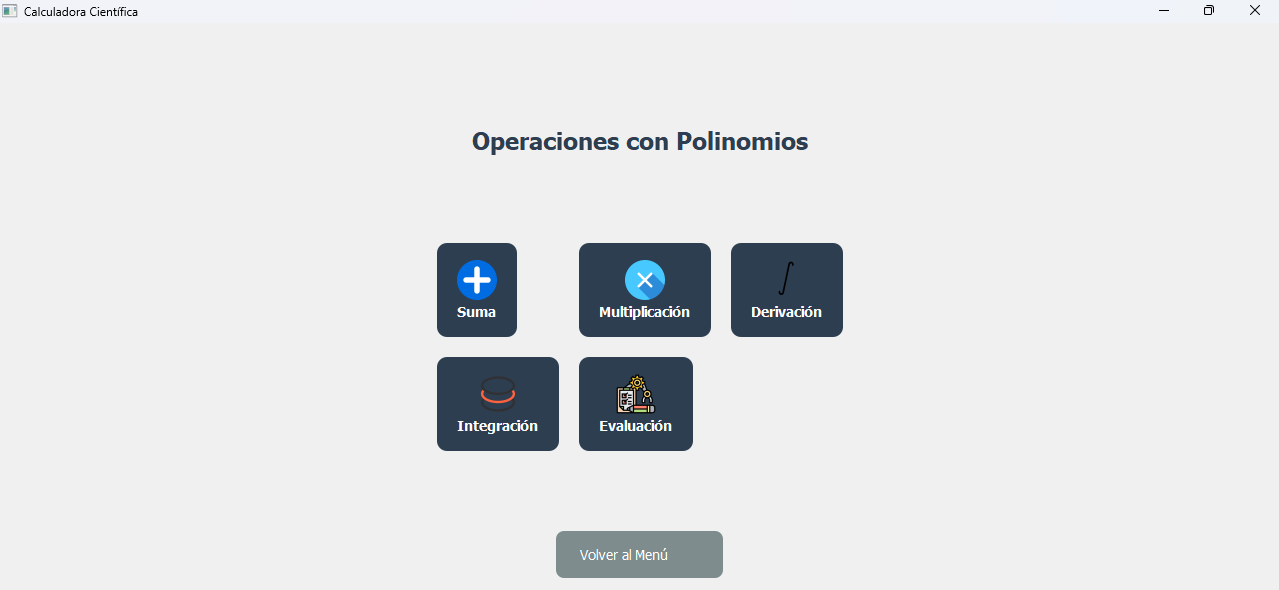 Calculadora Científica
Operaciones con Polinomios
Suma
Multiplicación
Derivación
Integración
Evaluación
Volver al Menú